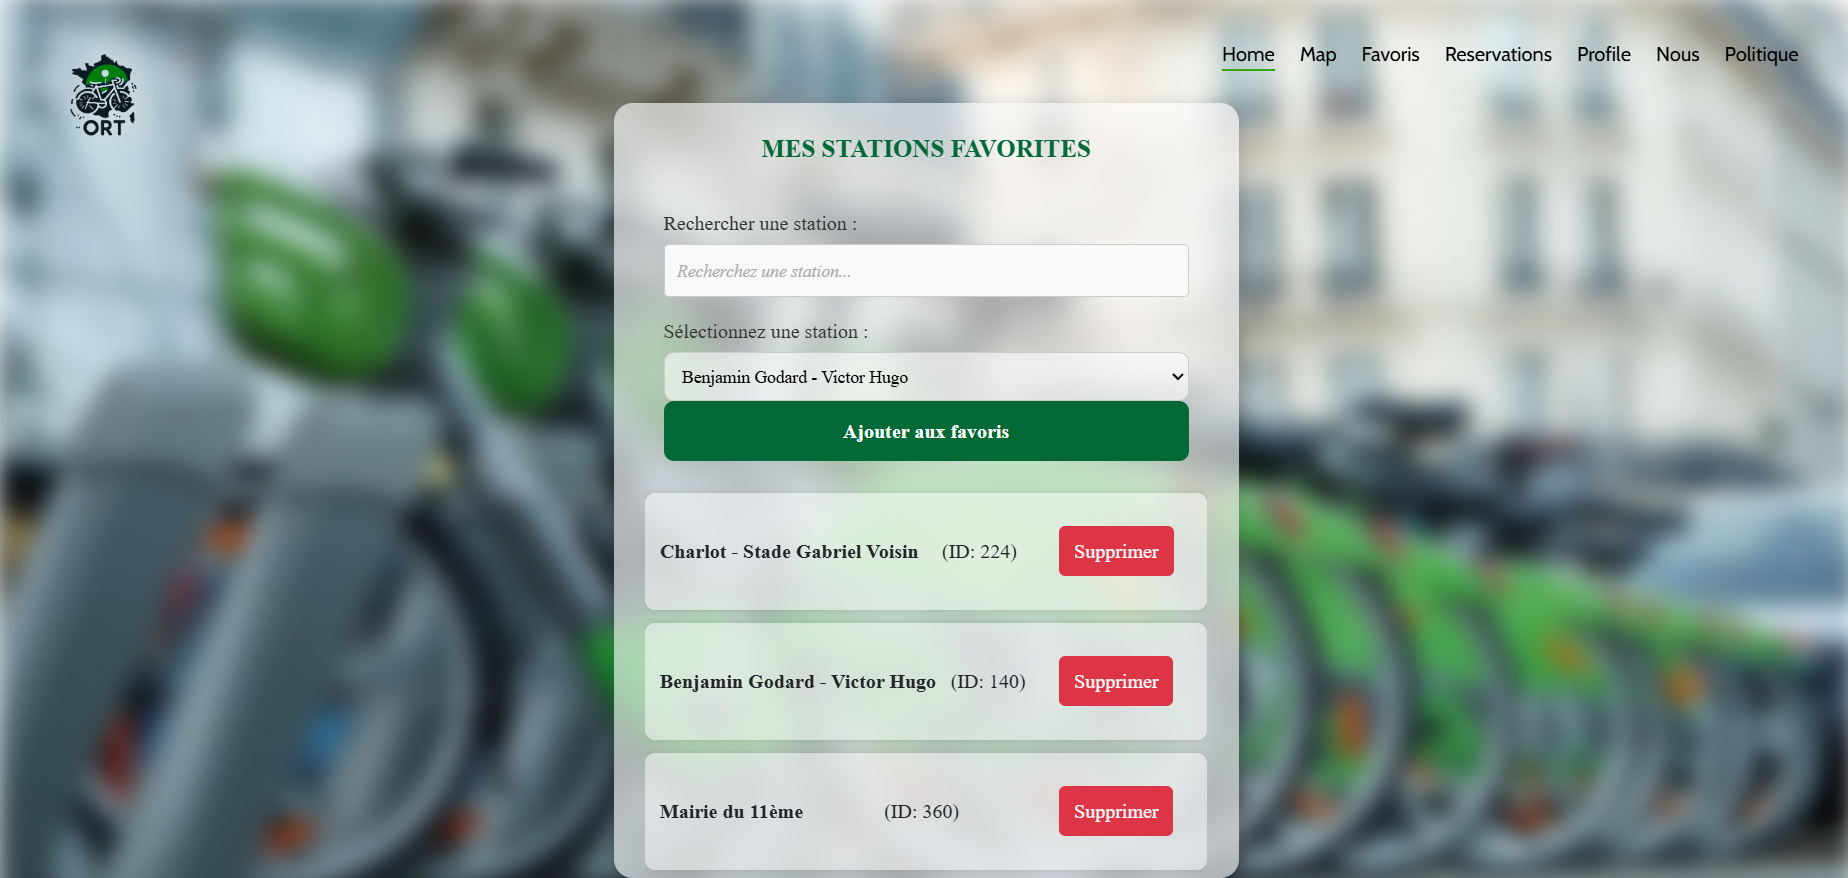 Home Map Favoris Reservations Profile Nous Politique
ORT
MES STATIONS FAVORITES
Rechercher une station :
Recherchez une station...
Sélectionnez une station :
Benjamin Godard - Victor Hugo
Ajouter aux favoris
Charlot - Stade Gabriel Voisin (ID: 224) Supprimer
Benjamin Godard - Victor Hugo (ID: 140) Supprimer
Mairie du 11ème (ID: 360) Supprimer